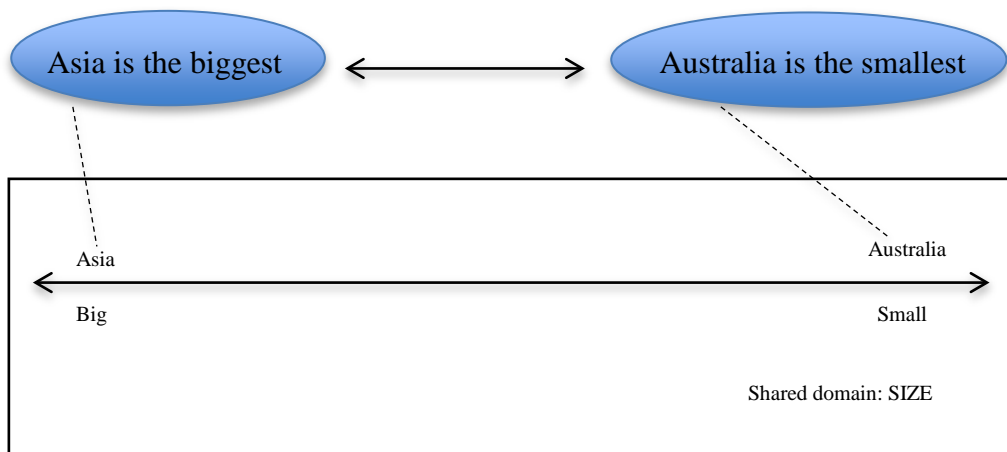 Asia is the biggest
Australia is the smallest
Asia
Australia
Big
Small
Shared domain: SIZE